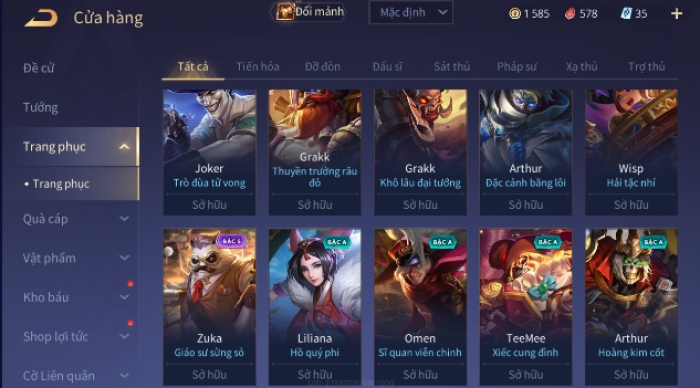 Cửa hàng
Đổi mảnh
Mặc định
1 585
578
35
+
Đề cử
Tướng
Trang phục
• Trang phục
Quà cáp
Vật phẩm
Kho báu
Shop lợi tức
Cờ Liên quân
Tất cả
Tiến hóa
Đỡ đòn
Đấu sĩ
Sát thủ
Pháp sư
Xạ thủ
Trợ thủ
Joker
Trò đùa tử vong
Sở hữu
Grakk
Thuyền trưởng râu
đỏ
Sở hữu
Grakk
Khô lâu đại tướng
Sở hữu
Arthur
Đặc cảnh băng lôi
Sở hữu
Wisp
Hải tặc nhí
Sở hữu
BẬC S
Zuka
Giáo sư sừng sỏ
Sở hữu
BẬC A
Liliana
Hồ quý phi
Sở hữu
BẬC A
Omen
Sĩ quan viễn chinh
Sở hữu
BẬC A
TeeMee
Xiếc cung đình
Sở hữu
BẬC A
Arthur
Hoàng kim cốt
Sở hữu